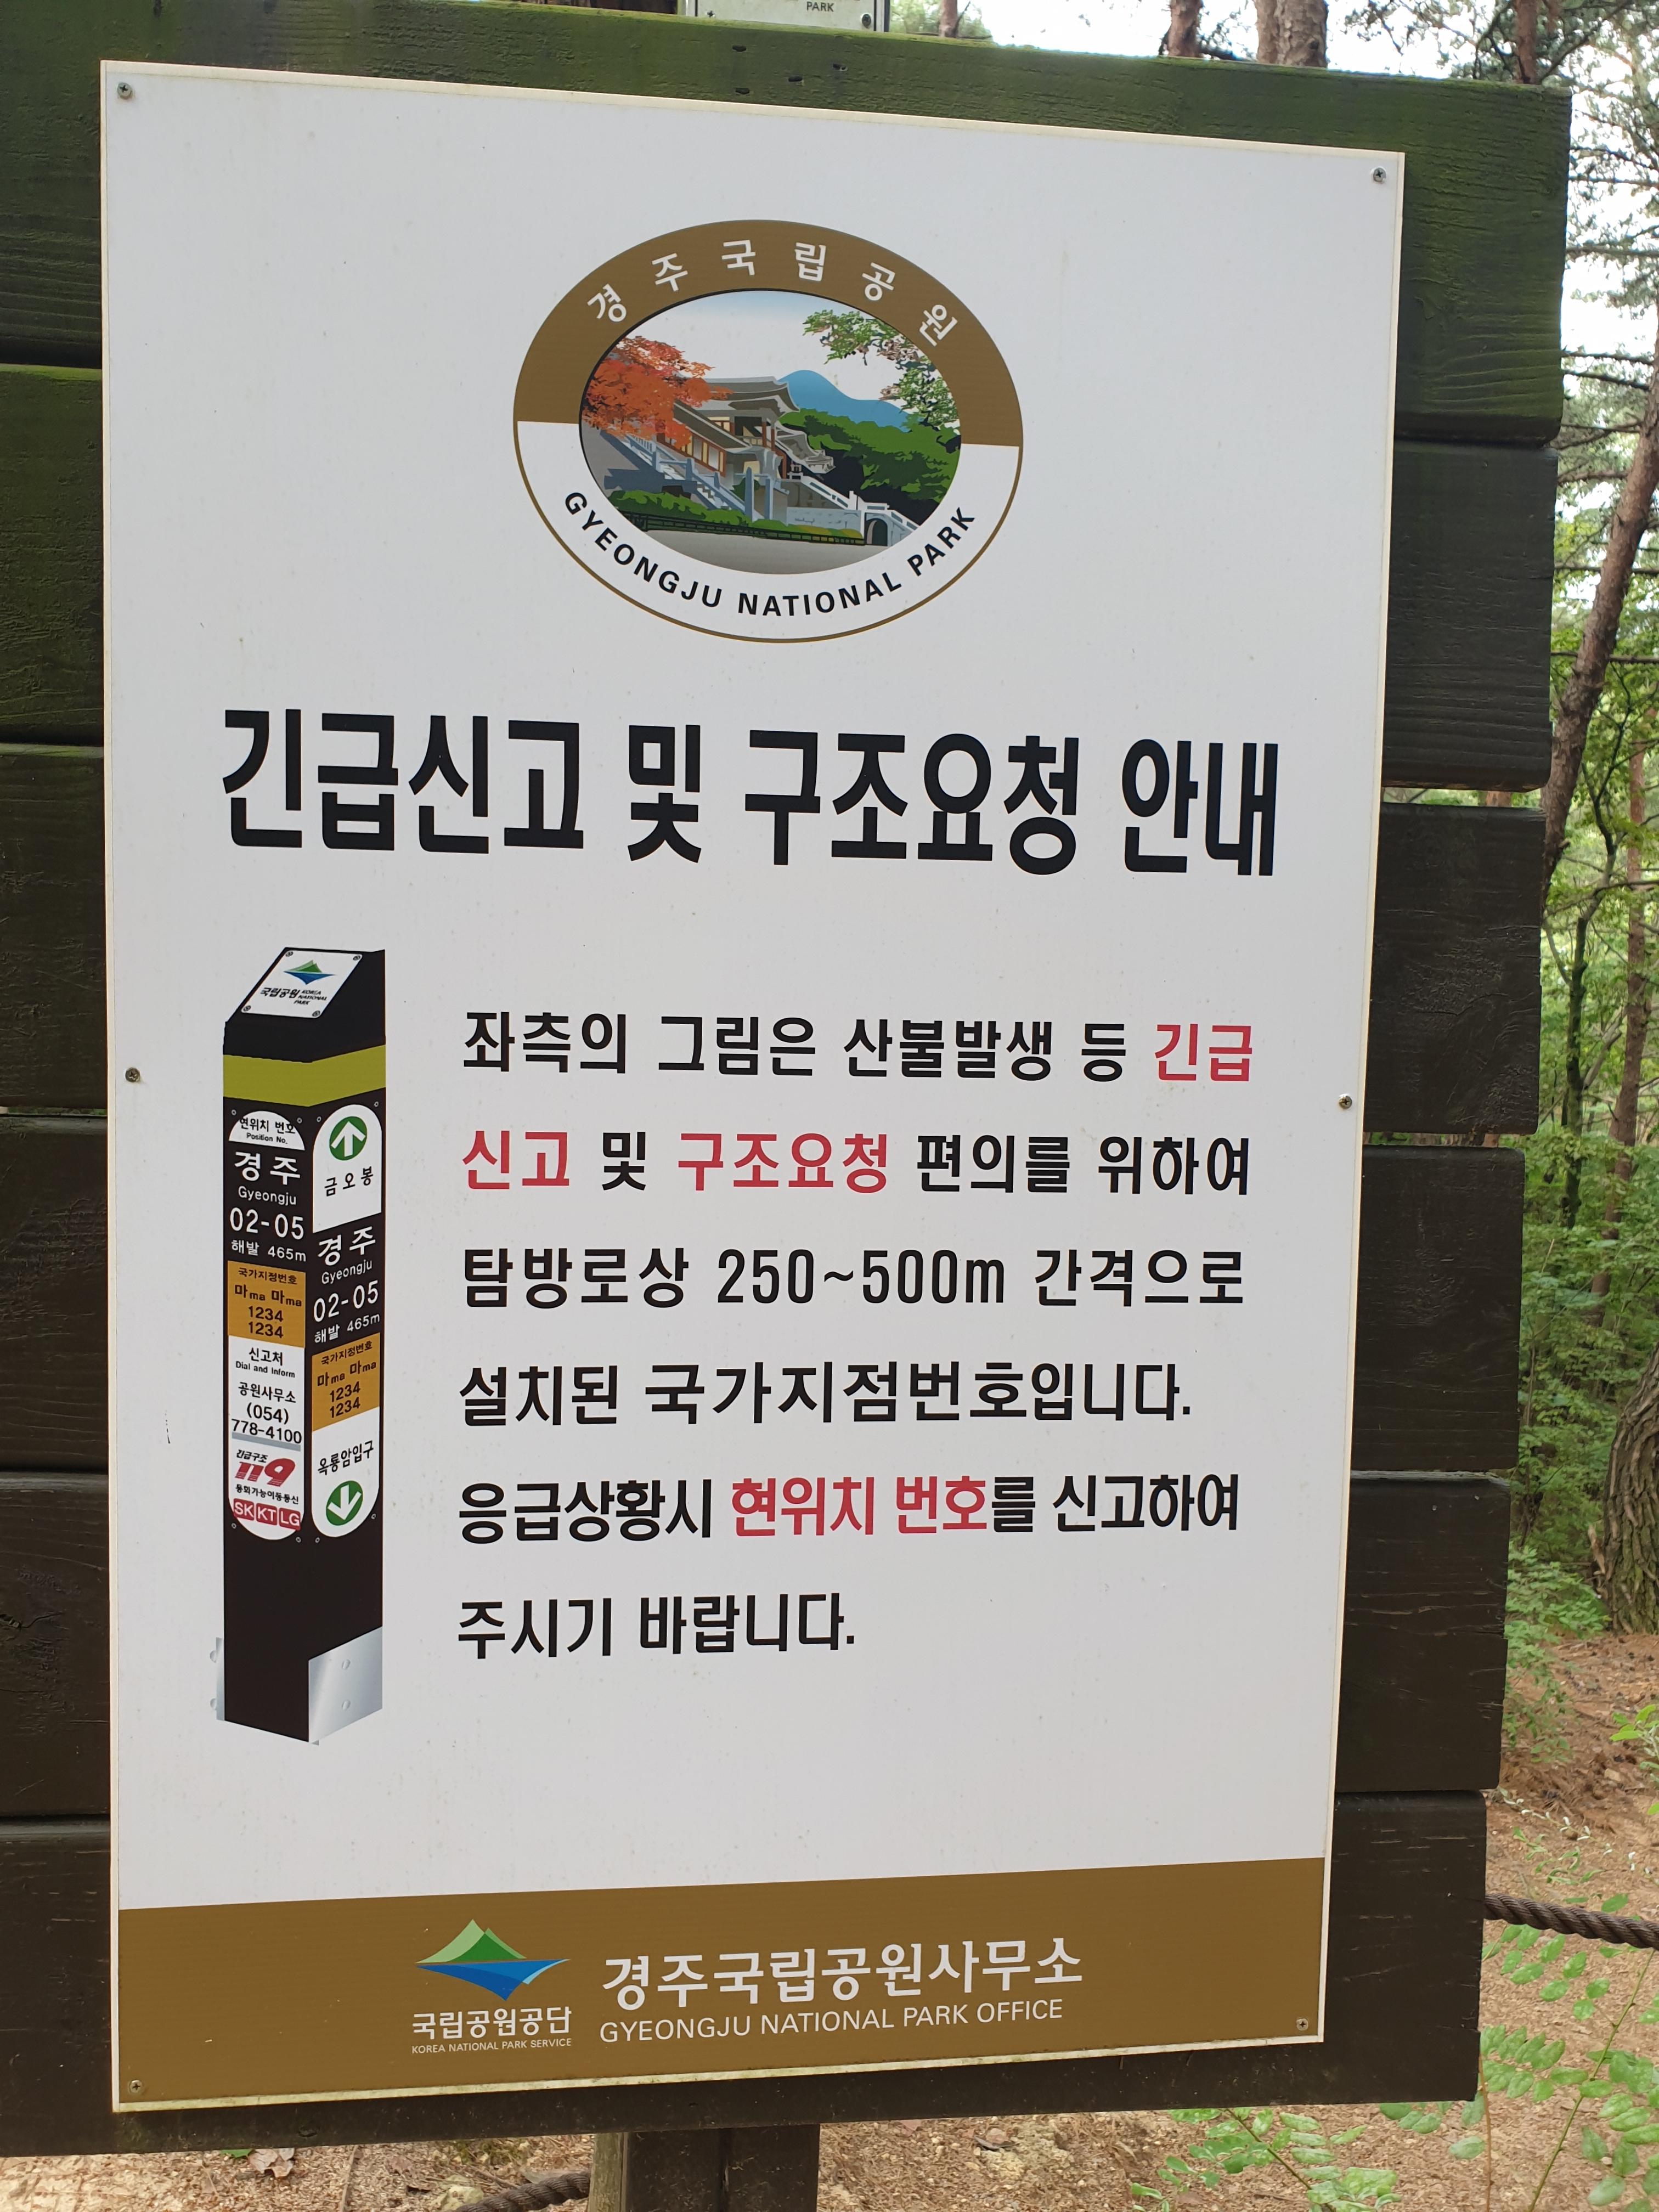 PARK
경주국립공원
GYEONGJU NATIONAL PARK
긴급신고 및 구조요청 안내
국립공원 KOREA NATIONAL PARK
현위치 번호
Position No.
경주
Gyeongju
02-05
해발 465m
국가지점번호
마ma 마ma
1234
1234
신고처
Dial and Inform
공원사무소
(054)
778-4100
긴급구조
119
통화가능이동통신
SK KT LG
금오봉
경주
Gyeongju
02-05
해발 465m
국가지점번호
마ma 마ma
1234
1234
옥룡암입구
좌측의 그림은 산불발생 등 긴급
신고 및 구조요청 편의를 위하여
탐방로상 250~500m 간격으로
설치된 국가지점번호입니다.
응급상황시 현위치 번호를 신고하여
주시기 바랍니다.
국립공원공단
KOREA NATIONAL PARK SERVICE
경주국립공원사무소
GYEONGJU NATIONAL PARK OFFICE